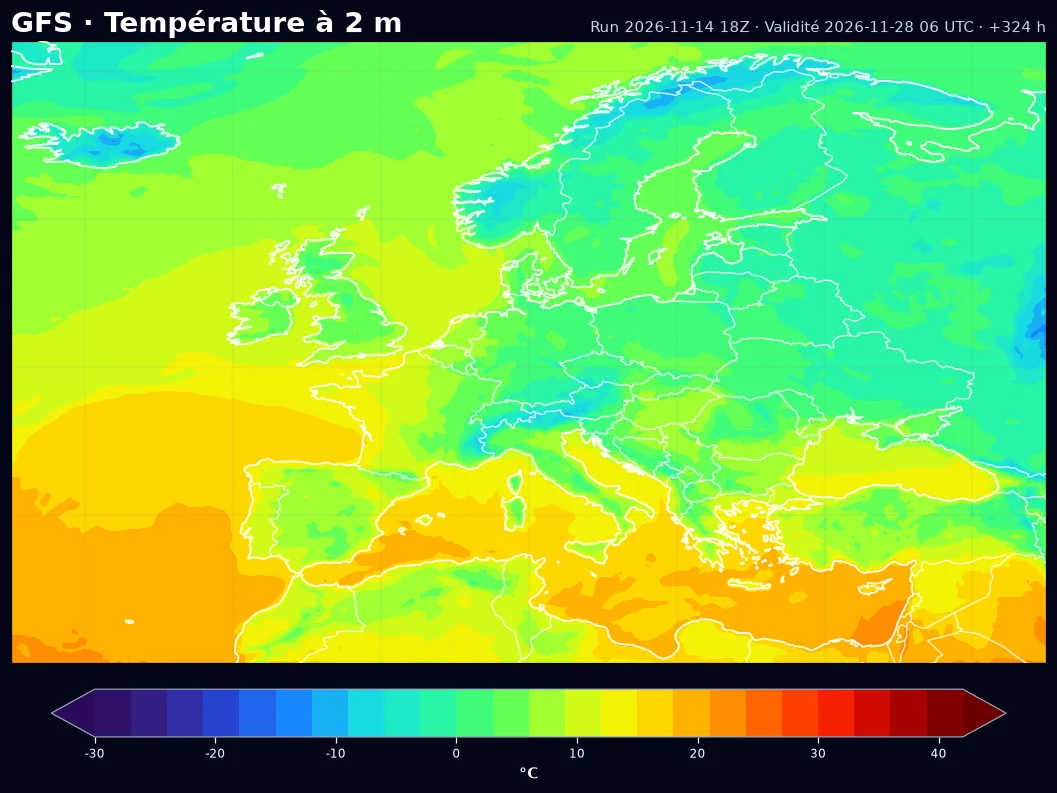 GFS · Température à 2 m
Run 2026-11-14 18Z · Validité 2026-11-28 06 UTC · +324 h
-30 -20 -10 0 10 20 30 40
°C